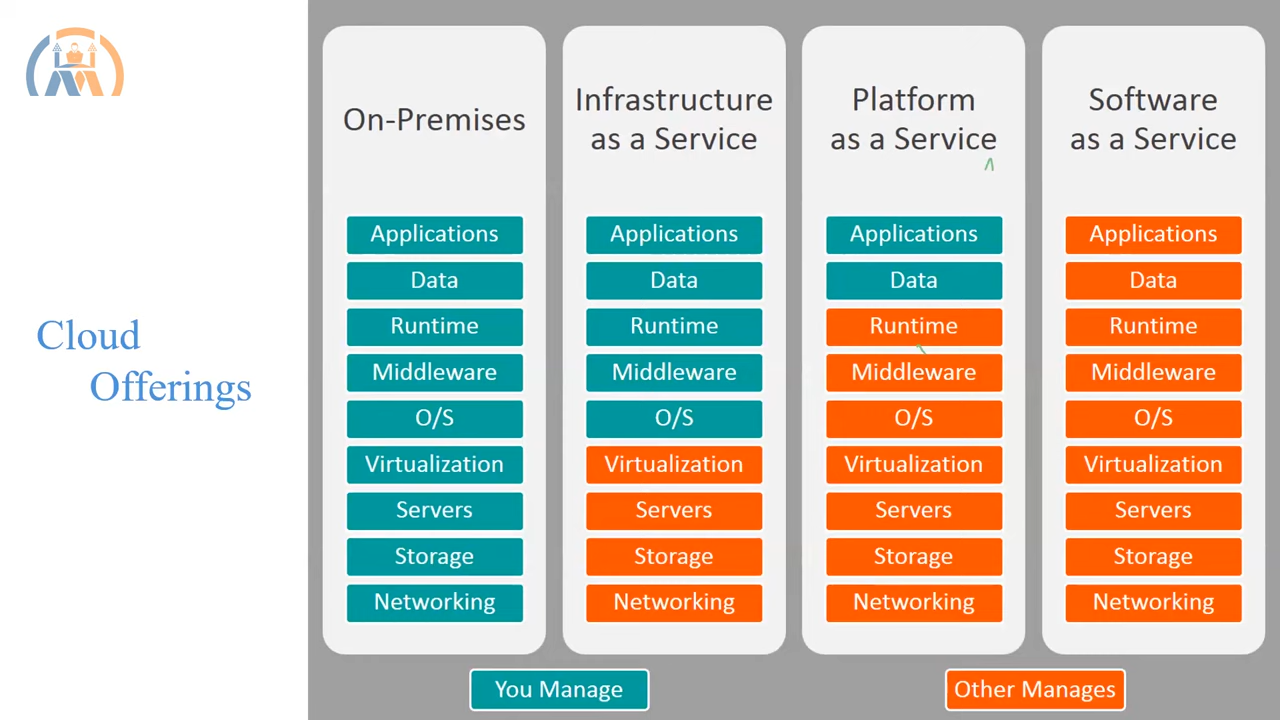 Cloud
Offerings
On-Premises
Applications
Data
Runtime
Middleware
O/S
Virtualization
Servers
Storage
Networking
Infrastructure
as a Service
Applications
Data
Runtime
Middleware
O/S
Virtualization
Servers
Storage
Networking
Platform
as a Service
Applications
Data
Runtime
Middleware
O/S
Virtualization
Servers
Storage
Networking
Software
as a Service
Applications
Data
Runtime
Middleware
O/S
Virtualization
Servers
Storage
Networking
You Manage
Other Manages